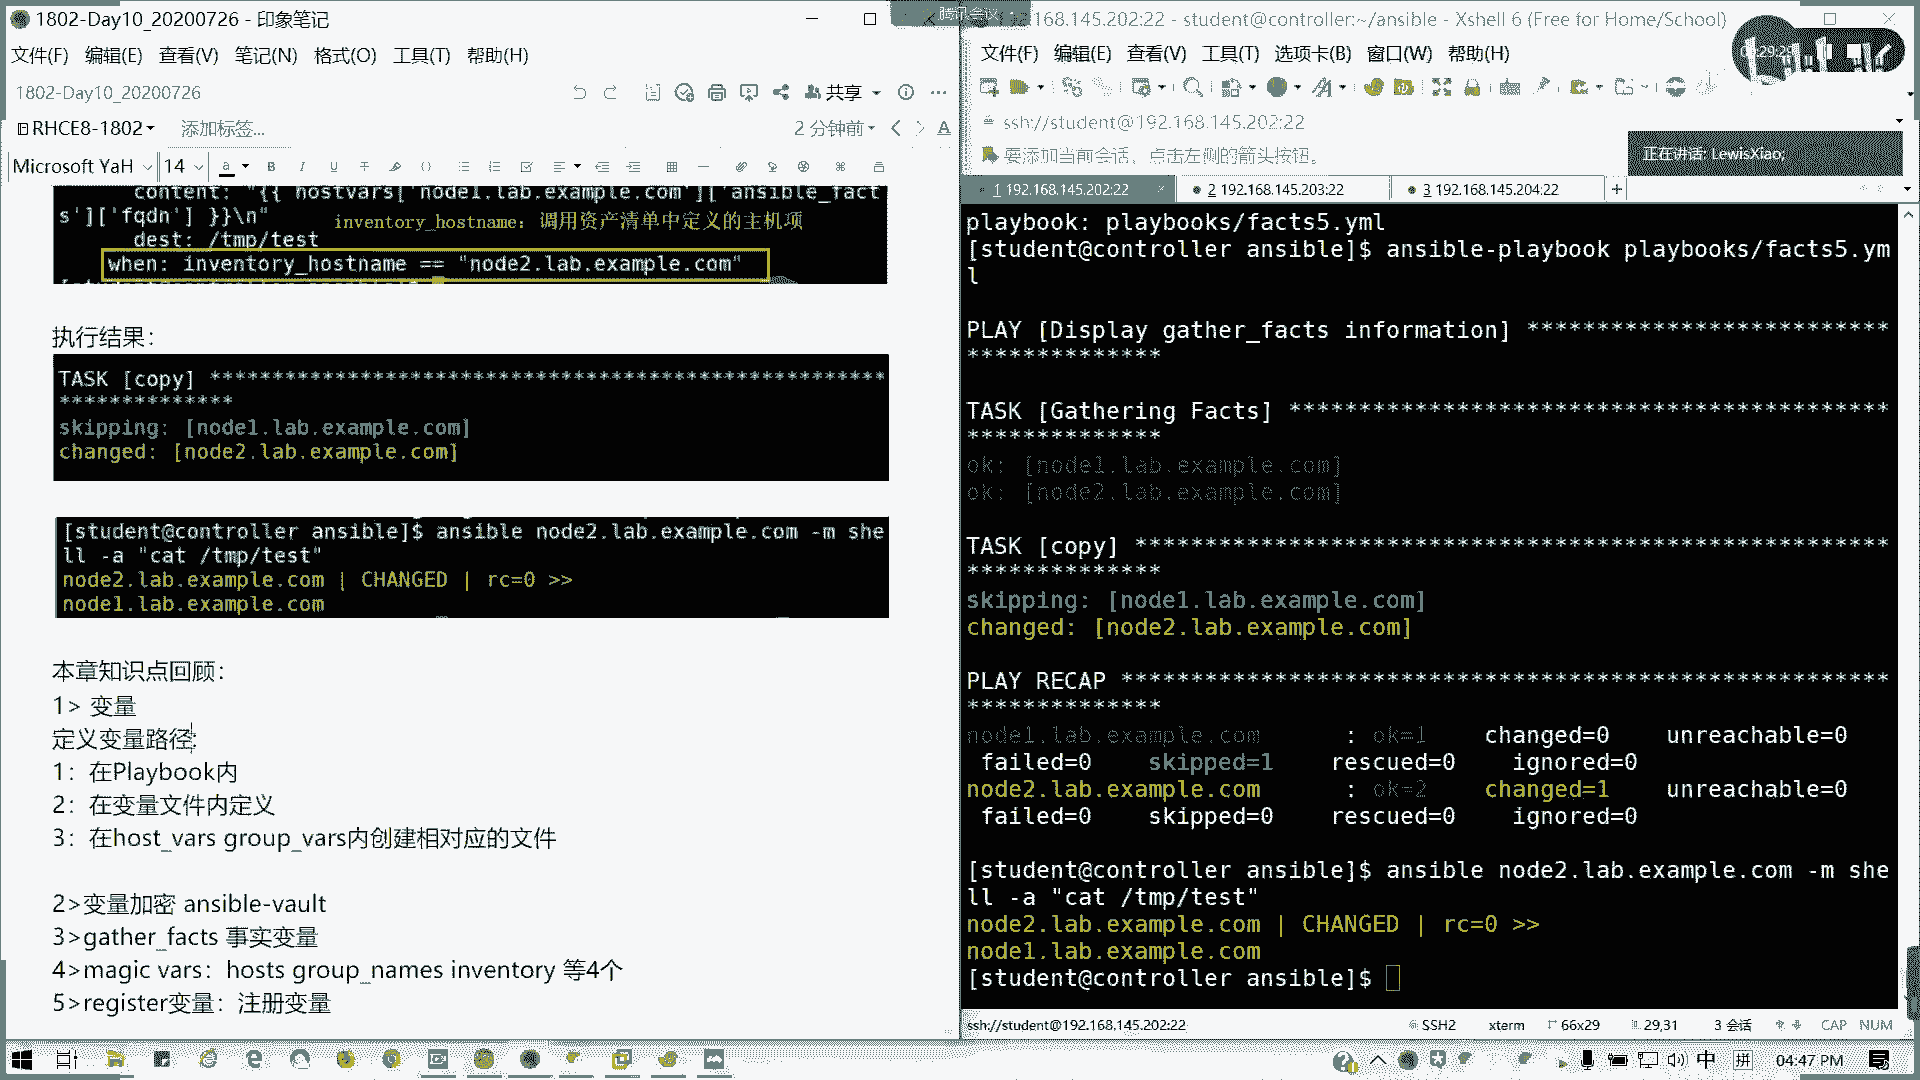 1802-Day10_20200726 - 印象笔记
文件(F) 编辑(E) 查看(V) 笔记(N) 格式(O) 工具(T) 帮助(H)
1802-Day10_20200726
共享
RHCE8-1802
添加标签...
2 分钟前
Microsoft YaH 14
content: "{{ hostvars['node1.lab.example.com']['ansible_fact
s']['fqdn'] }}\n"
inventory_hostname: 调用资产清单中定义的主机项
dest: /tmp/test
when: inventory_hostname == "node2.lab.example.com"
执行结果:
TASK [copy] ******************************************************
**************
skipping: [node1.lab.example.com]
changed: [node2.lab.example.com]
[student@controller ansible]$ ansible node2.lab.example.com -m she
ll -a "cat /tmp/test"
node2.lab.example.com | CHANGED | rc=0 >>
node1.lab.example.com
本章知识点回顾:
1> 变量
定义变量路径:
1: 在Playbook内
2: 在变量文件内定义
3: 在host_vars group_vars内创建相对应的文件
2>变量加密 ansible-vault
3>gather_facts 事实变量
4>magic vars: hosts group_names inventory 等4个
5>register变量: 注册变量
腾讯会议
168.145.202:22 - student@controller:~/ansible - Xshell 6 (Free for Home/School)
文件(F) 编辑(E) 查看(V) 工具(T) 选项卡(B) 窗口(W) 帮助(H)
ssh://student@192.168.145.202:22
要添加当前会话, 点击左侧的箭头按钮。
正在讲话: LewisXiao;
1 192.168.145.202:22
2 192.168.145.203:22
3 192.168.145.204:22
playbook: playbooks/facts5.yml
[student@controller ansible]$ ansible-playbook playbooks/facts5.ym
l
PLAY [Display gather_facts information] ****************************
**************
TASK [Gathering Facts] *********************************************
**************
ok: [node1.lab.example.com]
ok: [node2.lab.example.com]
TASK [copy] ******************************************************
**************
skipping: [node1.lab.example.com]
changed: [node2.lab.example.com]
PLAY RECAP *******************************************************
**************
node1.lab.example.com : ok=1 changed=0 unreachable=0
failed=0 skipped=1 rescued=0 ignored=0
node2.lab.example.com : ok=2 changed=1 unreachable=0
failed=0 skipped=0 rescued=0 ignored=0
[student@controller ansible]$ ansible node2.lab.example.com -m she
ll -a "cat /tmp/test"
node2.lab.example.com | CHANGED | rc=0 >>
node1.lab.example.com
[student@controller ansible]$
ssh://student@192.168.145.202:22
SSH2 xterm 66x29 29,31 3 会话 CAP NUM
中 拼 04:47 PM